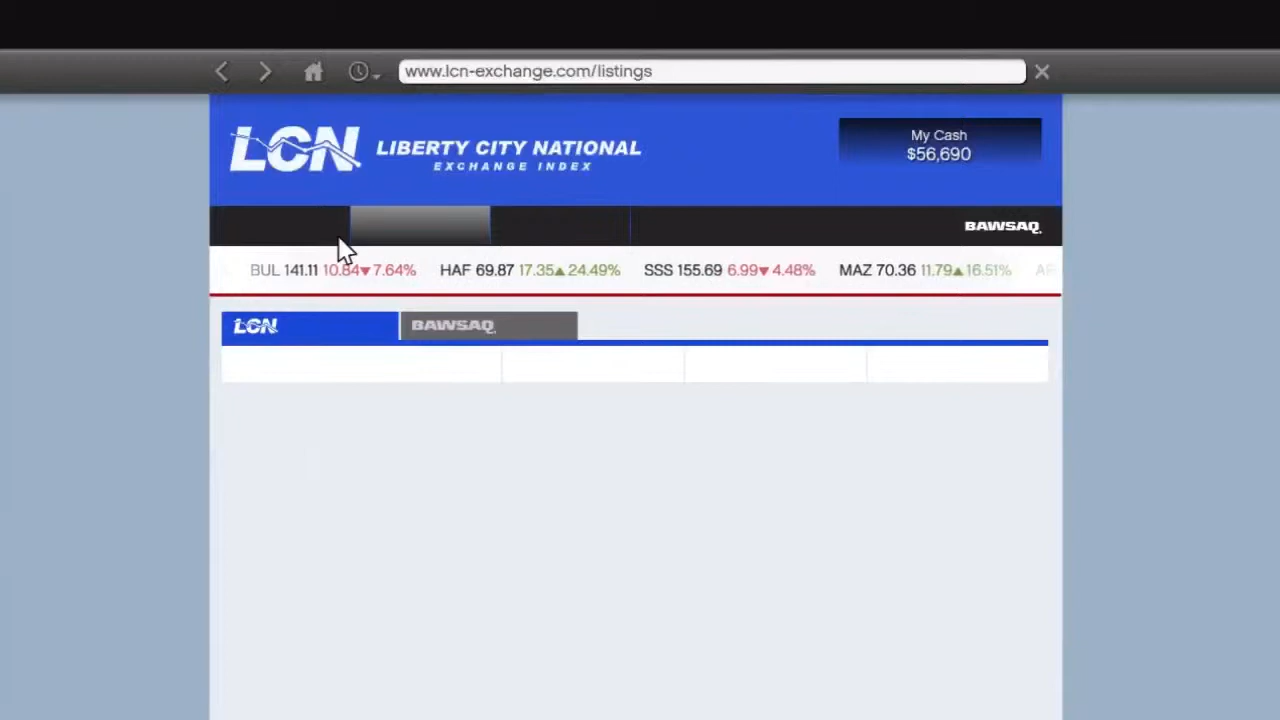 www.lcn-exchange.com/listings
LCN LIBERTY CITY NATIONAL
EXCHANGE INDEX
My Cash
$56,690
BAWSAQ
BUL 141.11 10.84▼7.64% HAF 69.87 17.35▲24.49% SSS 155.69 6.99▼4.48% MAZ 70.36 11.79▲16.51%
LCN BAWSAQ